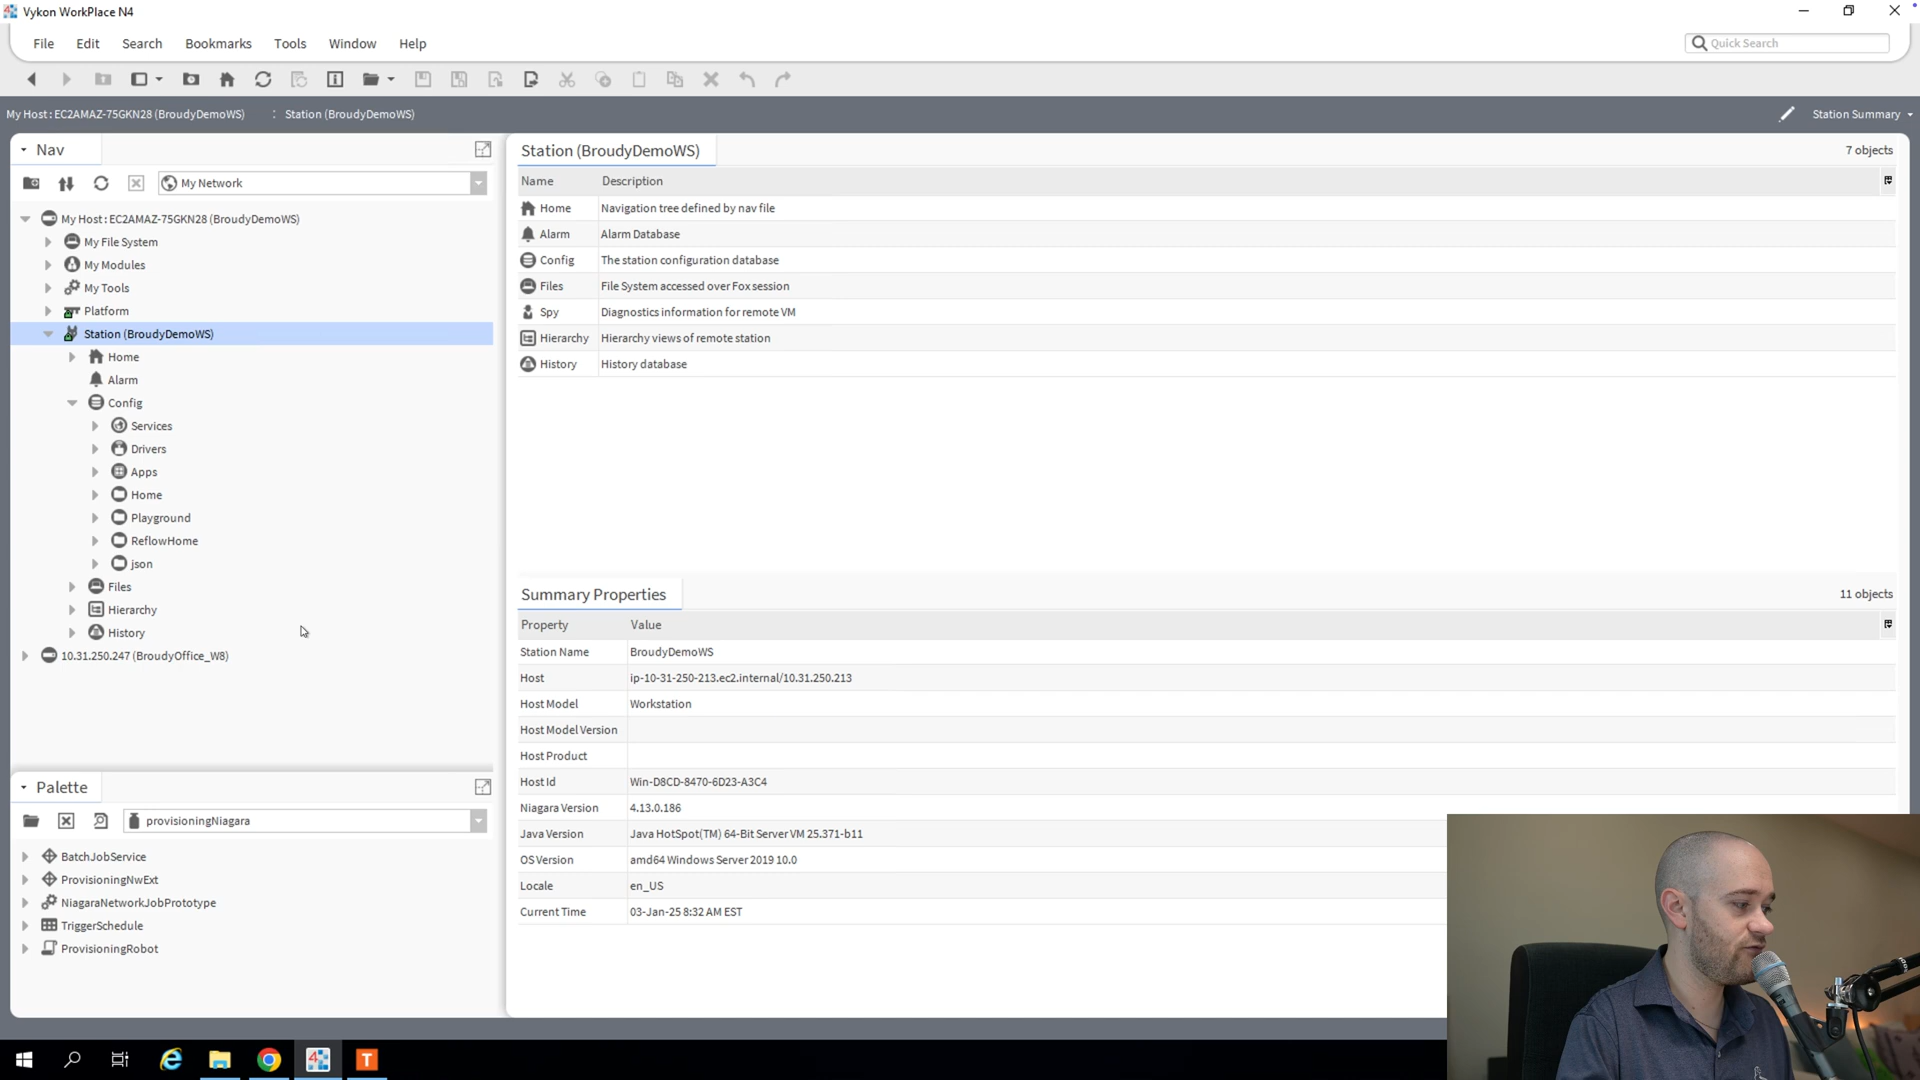 Vykon WorkPlace N4
File Edit Search Bookmarks Tools Window Help
Quick Search
My Host : EC2AMAZ-75GKN28 (BroudyDemoWS) : Station (BroudyDemoWS)
Station Summary
Nav
My Network
My Host : EC2AMAZ-75GKN28 (BroudyDemoWS)
My File System
My Modules
My Tools
Platform
Station (BroudyDemoWS)
Home
Alarm
Config
Services
Drivers
Apps
Home
Playground
ReflowHome
json
Files
Hierarchy
History
10.31.250.247 (BroudyOffice_W8)
Palette
provisioningNiagara
BatchJobService
ProvisioningNwExt
NiagaraNetworkJobPrototype
TriggerSchedule
ProvisioningRobot
Station (BroudyDemoWS) 7 objects
Name Description
Home Navigation tree defined by nav file
Alarm Alarm Database
Config The station configuration database
Files File System accessed over Fox session
Spy Diagnostics information for remote VM
Hierarchy Hierarchy views of remote station
History History database
Summary Properties 11 objects
Property Value
Station Name BroudyDemoWS
Host ip-10-31-250-213.ec2.internal/10.31.250.213
Host Model Workstation
Host Model Version
Host Product
Host Id Win-D8CD-8470-6D23-A3C4
Niagara Version 4.13.0.186
Java Version Java HotSpot(TM) 64-Bit Server VM 25.371-b11
OS Version amd64 Windows Server 2019 10.0
Locale en_US
Current Time 03-Jan-25 8:32 AM EST
4
T